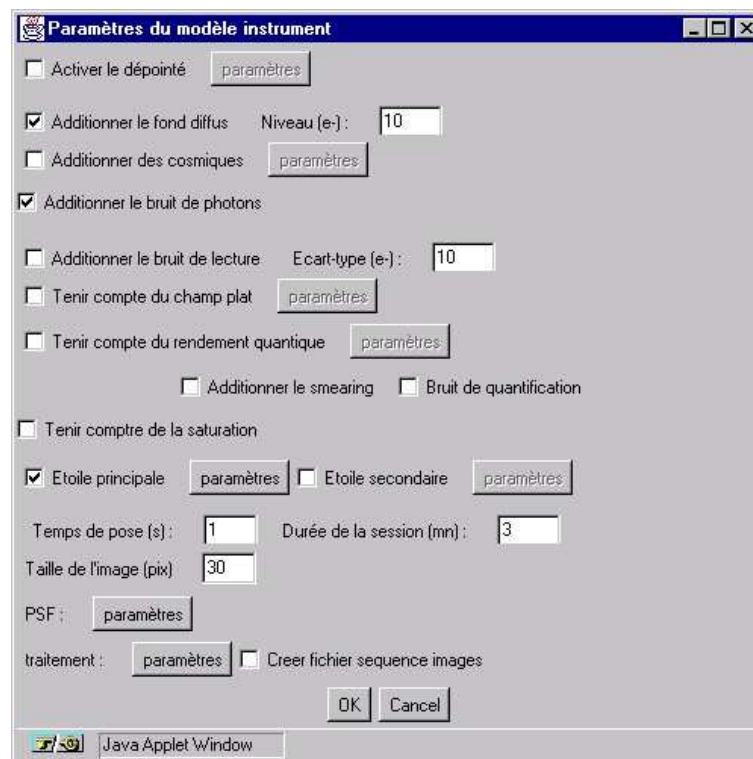 Paramètres du modèle instrument
Activer le dépointé paramètres
Additionner le fond diffus Niveau (e-) : 10
Additionner des cosmiques paramètres
Additionner le bruit de photons
Additionner le bruit de lecture Ecart-type (e-) : 10
Tenir compte du champ plat paramètres
Tenir compte du rendement quantique paramètres
Additionner le smearing Bruit de quantification
Tenir comptre de la saturation
Etoile principale paramètres Etoile secondaire paramètres
Temps de pose (s) : 1 Durée de la session (mn) : 3
Taille de l'image (pix) 30
PSF : paramètres
traitement : paramètres Creer fichier sequence images
OK Cancel
Java Applet Window